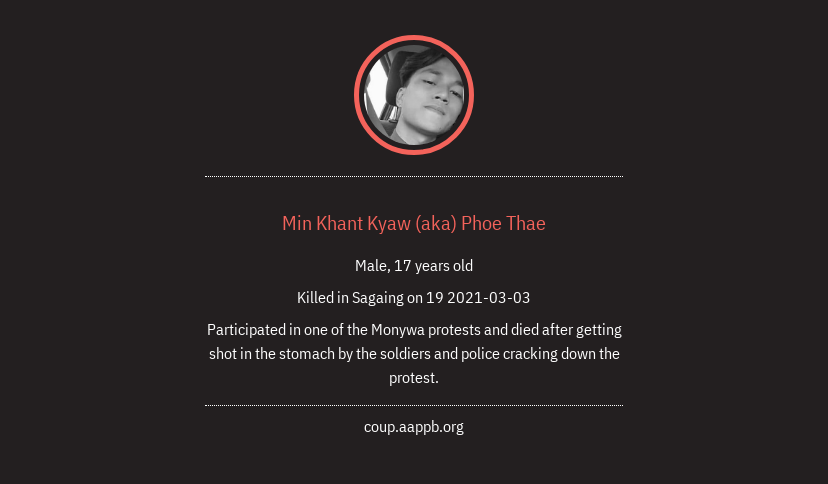 Min Khant Kyaw (aka) Phoe Thae
Male, 17 years old
Killed in Sagaing on 19 2021-03-03
Participated in one of the Monywa protests and died after getting
shot in the stomach by the soldiers and police cracking down the
protest.
coup.aappb.org